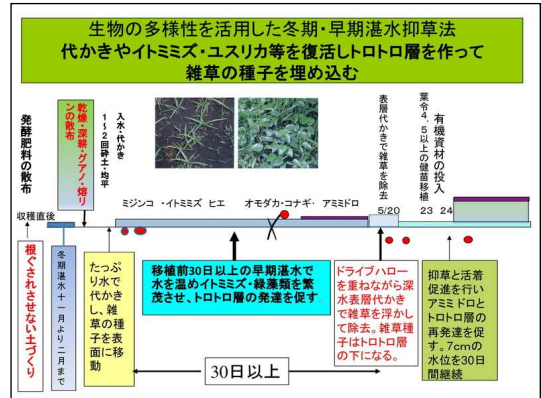 生物の多様性を活用した冬期・早期湛水抑草法
代かきやイトミミズ・ユスリカ等を復活しトロトロ層を作って
雑草の種子を埋め込む
発酵肥料の散布
乾燥・深耕・グアノ・熔リ
ンの散布
入水・代かき
1~2回砕土・均平
表層代かきで雑草を除去
葉令4.5以上の健苗移植
有機資材の投入
収穫直後
ミジンコ ・イトミミズ ヒエ
オモダカ・コナギ・ アミミドロ
5/20
23
24
根ぐされさせない土づくり
冬期湛水十一月より二月まで
たっぷ
り水で
代かき
し、雑草
の種子
を表面
に移動
移植前30日以上の早期湛水で
水を温めイトミミズ・緑藻類を繁
茂させ、トロトロ層の発達を促す。
ドライブハロー
を重ねながら深
水表層代かき
で雑草を浮かし
て除去。雑草種
子はトロトロ層
の下になる。
抑草と活着
促進を行い
アミミドロと
トロトロ層の
再発達を促
す。7cmの
水位を30日
間継続
30日以上